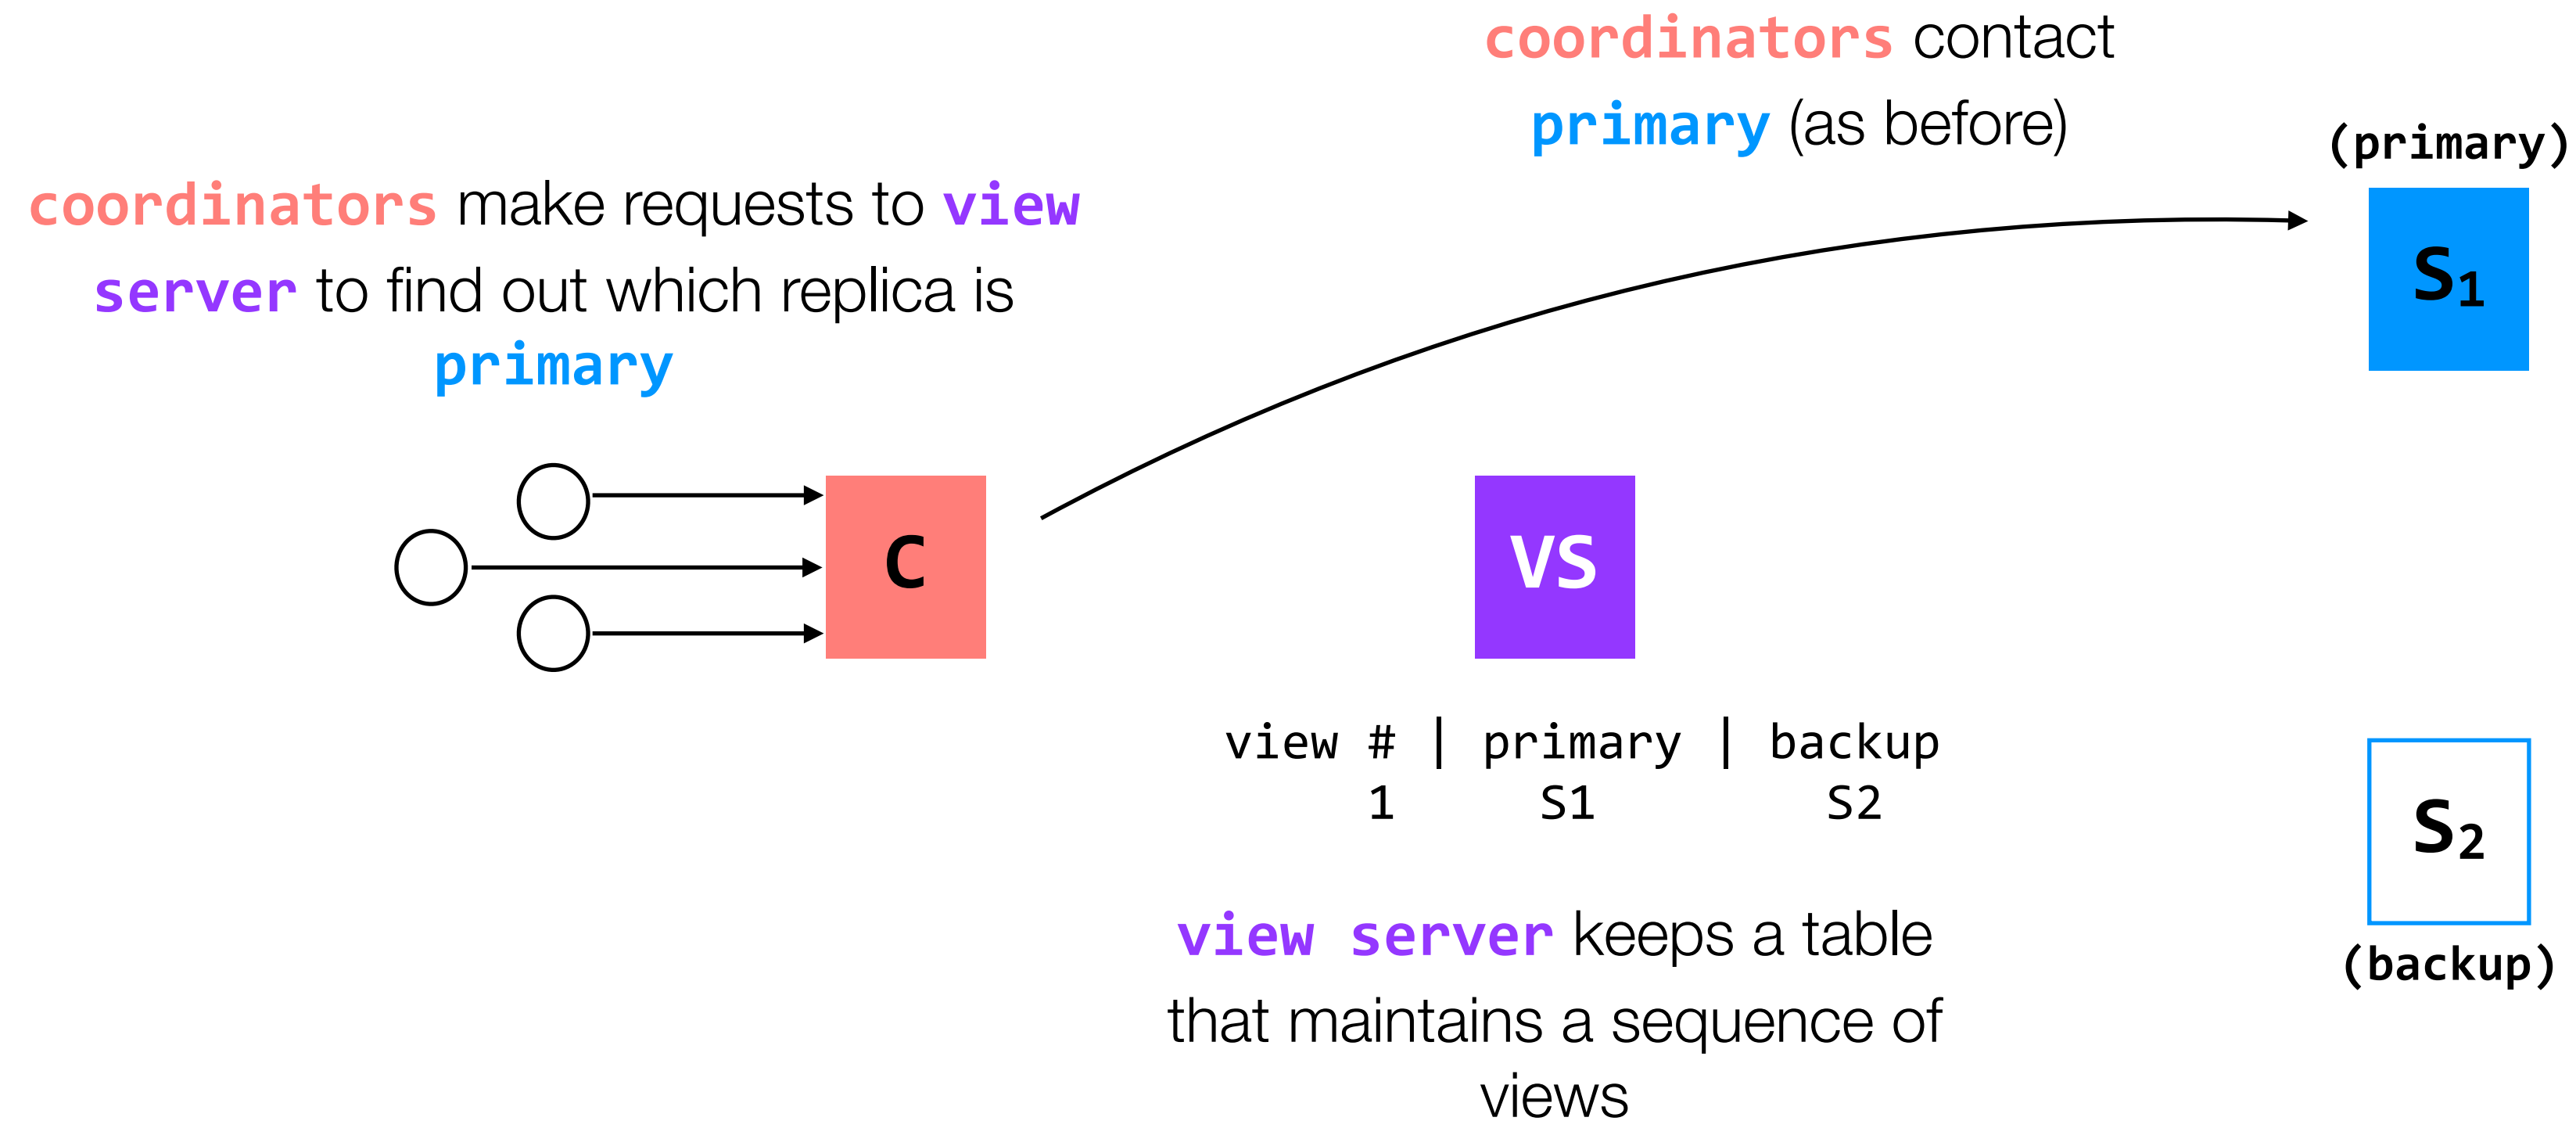 coordinators contact
primary (as before)
(primary)
coordinators make requests to view
server to find out which replica is
primary
S1
C
VS
view # | primary | backup
1 S1 S2
S2
(backup)
view server keeps a table
that maintains a sequence of
views